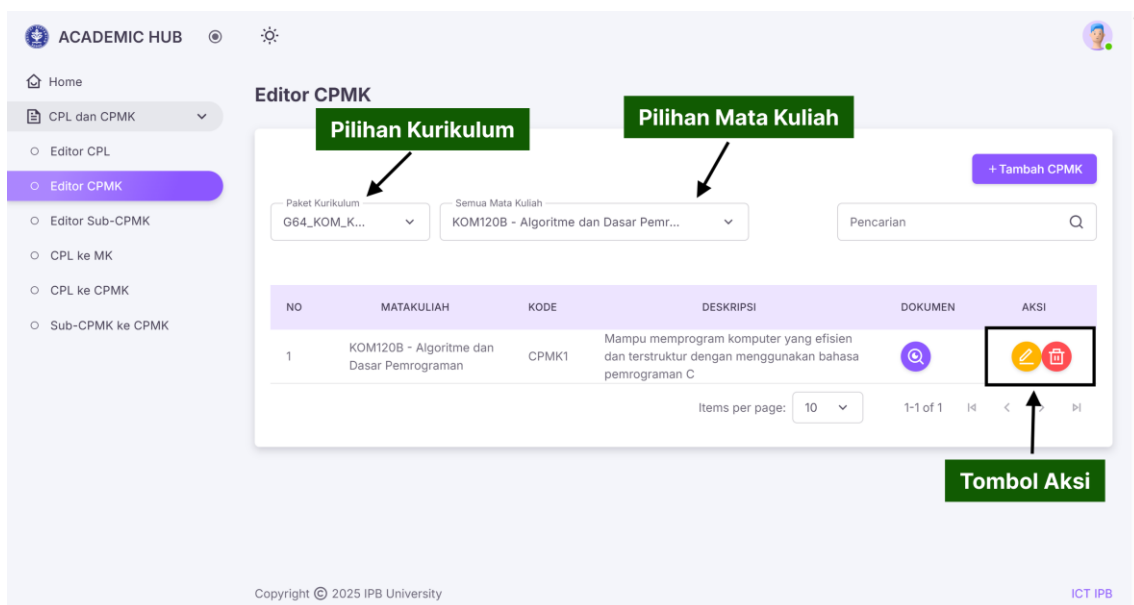 ACADEMIC HUB
Home
CPL dan CPMK
Editor CPL
Editor CPMK
Editor Sub-CPMK
CPL ke MK
CPL ke CPMK
Sub-CPMK ke CPMK
Editor CPMK
Pilihan Kurikulum
Pilihan Mata Kuliah
+ Tambah CPMK
Paket Kurikulum
G64_KOM_K...
Semua Mata Kuliah
KOM120B - Algoritme dan Dasar Pemr...
Pencarian
NO MATAKULIAH KODE DESKRIPSI DOKUMEN AKSI
1
KOM120B - Algoritme dan
Dasar Pemrograman
CPMK1
Mampu memprogram komputer yang efisien
dan terstruktur dengan menggunakan bahasa
pemrograman C
Items per page: 10 1-1 of 1
Tombol Aksi
Copyright © 2025 IPB University
ICT IPB